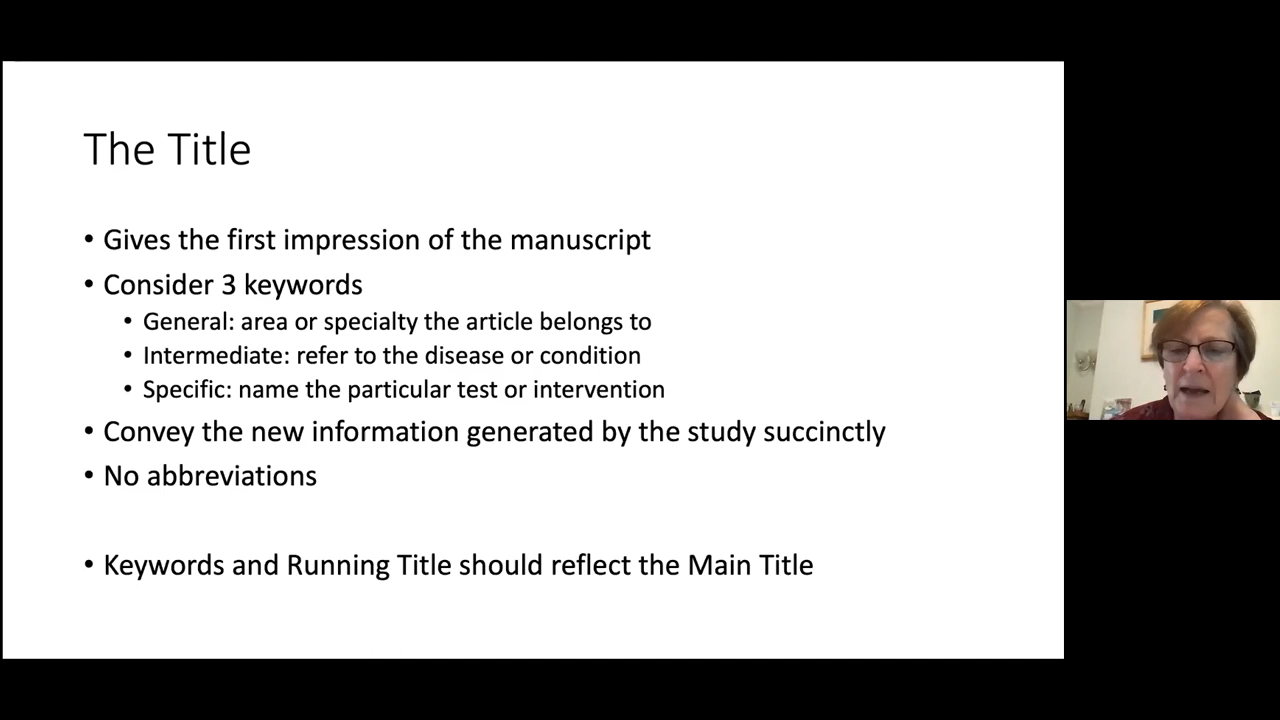 The Title
• Gives the first impression of the manuscript
• Consider 3 keywords
• General: area or specialty the article belongs to
• Intermediate: refer to the disease or condition
• Specific: name the particular test or intervention
• Convey the new information generated by the study succinctly
• No abbreviations
• Keywords and Running Title should reflect the Main Title